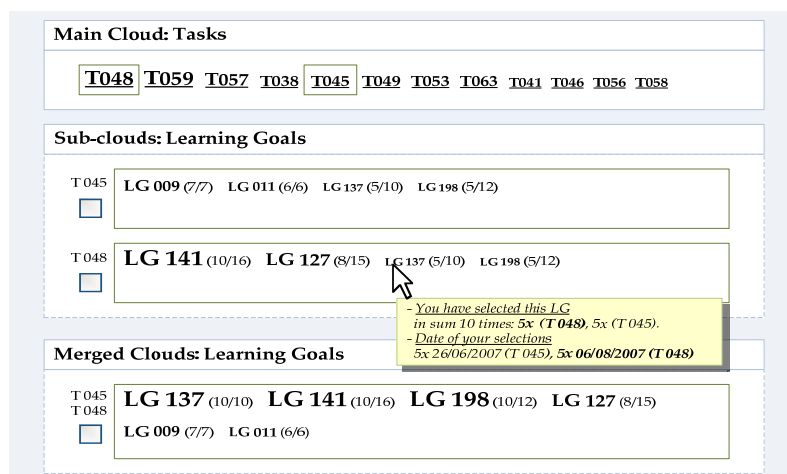 Main Cloud: Tasks
T048 T059 T057 T038 T045 T049 T053 T063 T041 T046 T056 T058
Sub-clouds: Learning Goals
T 045 LG 009 (7/7) LG 011 (6/6) LG 137 (5/10) LG 198 (5/12)
T 048 LG 141 (10/16) LG 127 (8/15) LG 137 (5/10) LG 198 (5/12)
- You have selected this LG
in sum 10 times: 5x (T 048), 5x (T 045).
- Date of your selections
5x 26/06/2007 (T 045), 5x 06/08/2007 (T 048)
Merged Clouds: Learning Goals
T 045 LG 137 (10/10) LG 141 (10/16) LG 198 (10/12) LG 127 (8/15)
T 048
LG 009 (7/7) LG 011 (6/6)